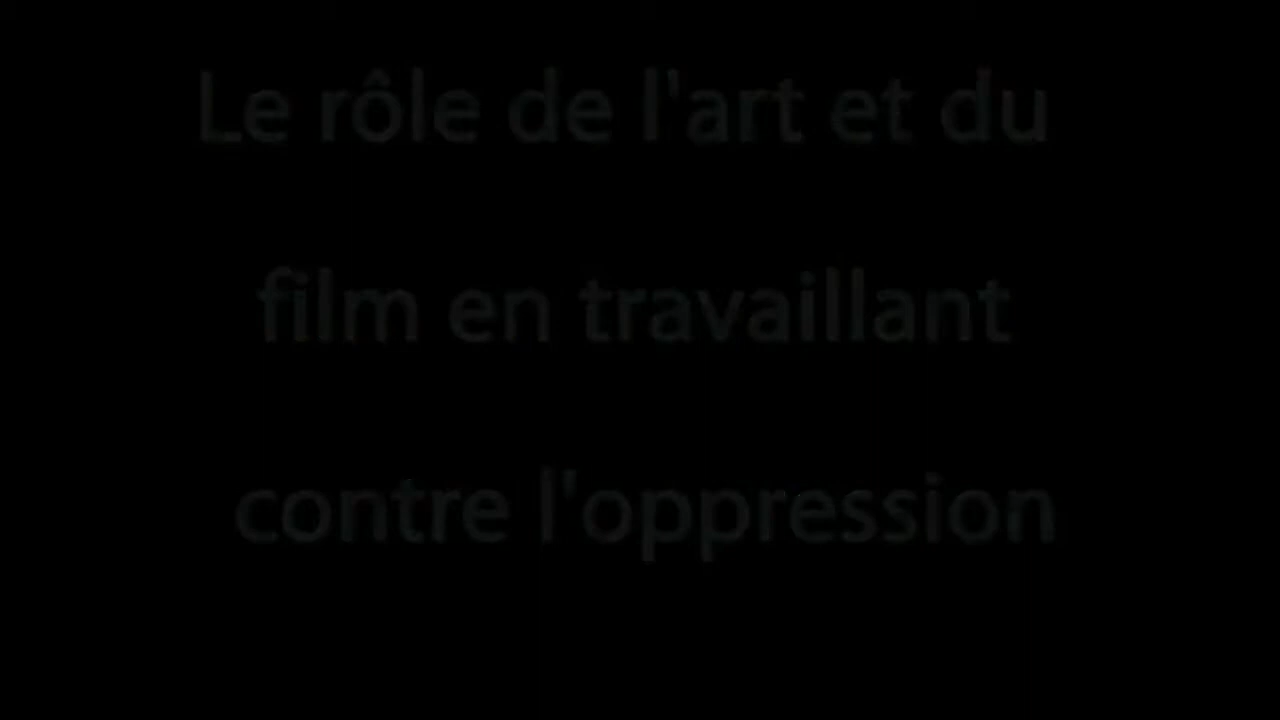 Le rôle de l'art et du
film en travaillant
contre l'oppression